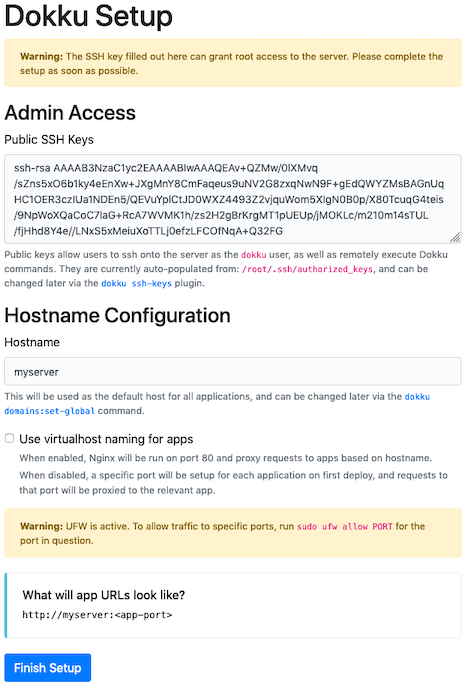 Dokku Setup
Warning: The SSH key filled out here can grant root access to the server. Please complete the
setup as soon as possible.
Admin Access
Public SSH Keys
ssh-rsa AAAAB3NzaC1yc2EAAAABIwAAAQEAv+QZMw/0lXMvq
/sZns5xO6b1ky4eEnXw+JXgMnY8CmFaqeus9uNV2G8zxqNwN9F+gEdQWYZMsBAGnUq
HC1OER3czlUa1NDEn5/QEVuYplCtJD0WXZ4493Z2vjquWom5XlgN0B0p/X80TcuqG4teis
/9NpWoXQaCoC7laG+RcA7WVMK1h/zs2H2gBrKrgMT1pUEUp/jMOKLc/m210m14sTUL
/fjHhd8Y4e//LNxS5xMeiuXoTTLj0efzLFCOfNqA+Q32FG
Public keys allow users to ssh onto the server as the dokku user, as well as remotely execute Dokku
commands. They are currently auto-populated from: /root/.ssh/authorized_keys, and can be
changed later via the dokku ssh-keys plugin.
Hostname Configuration
Hostname
myserver
This will be used as the default host for all applications, and can be changed later via the dokku
domains:set-global command.
Use virtualhost naming for apps
When enabled, Nginx will be run on port 80 and proxy requests to apps based on hostname.
When disabled, a specific port will be setup for each application on first deploy, and requests to
that port will be proxied to the relevant app.
Warning: UFW is active. To allow traffic to specific ports, run sudo ufw allow PORT for the
port in question.
What will app URLs look like?
http://myserver:<app-port>
Finish Setup